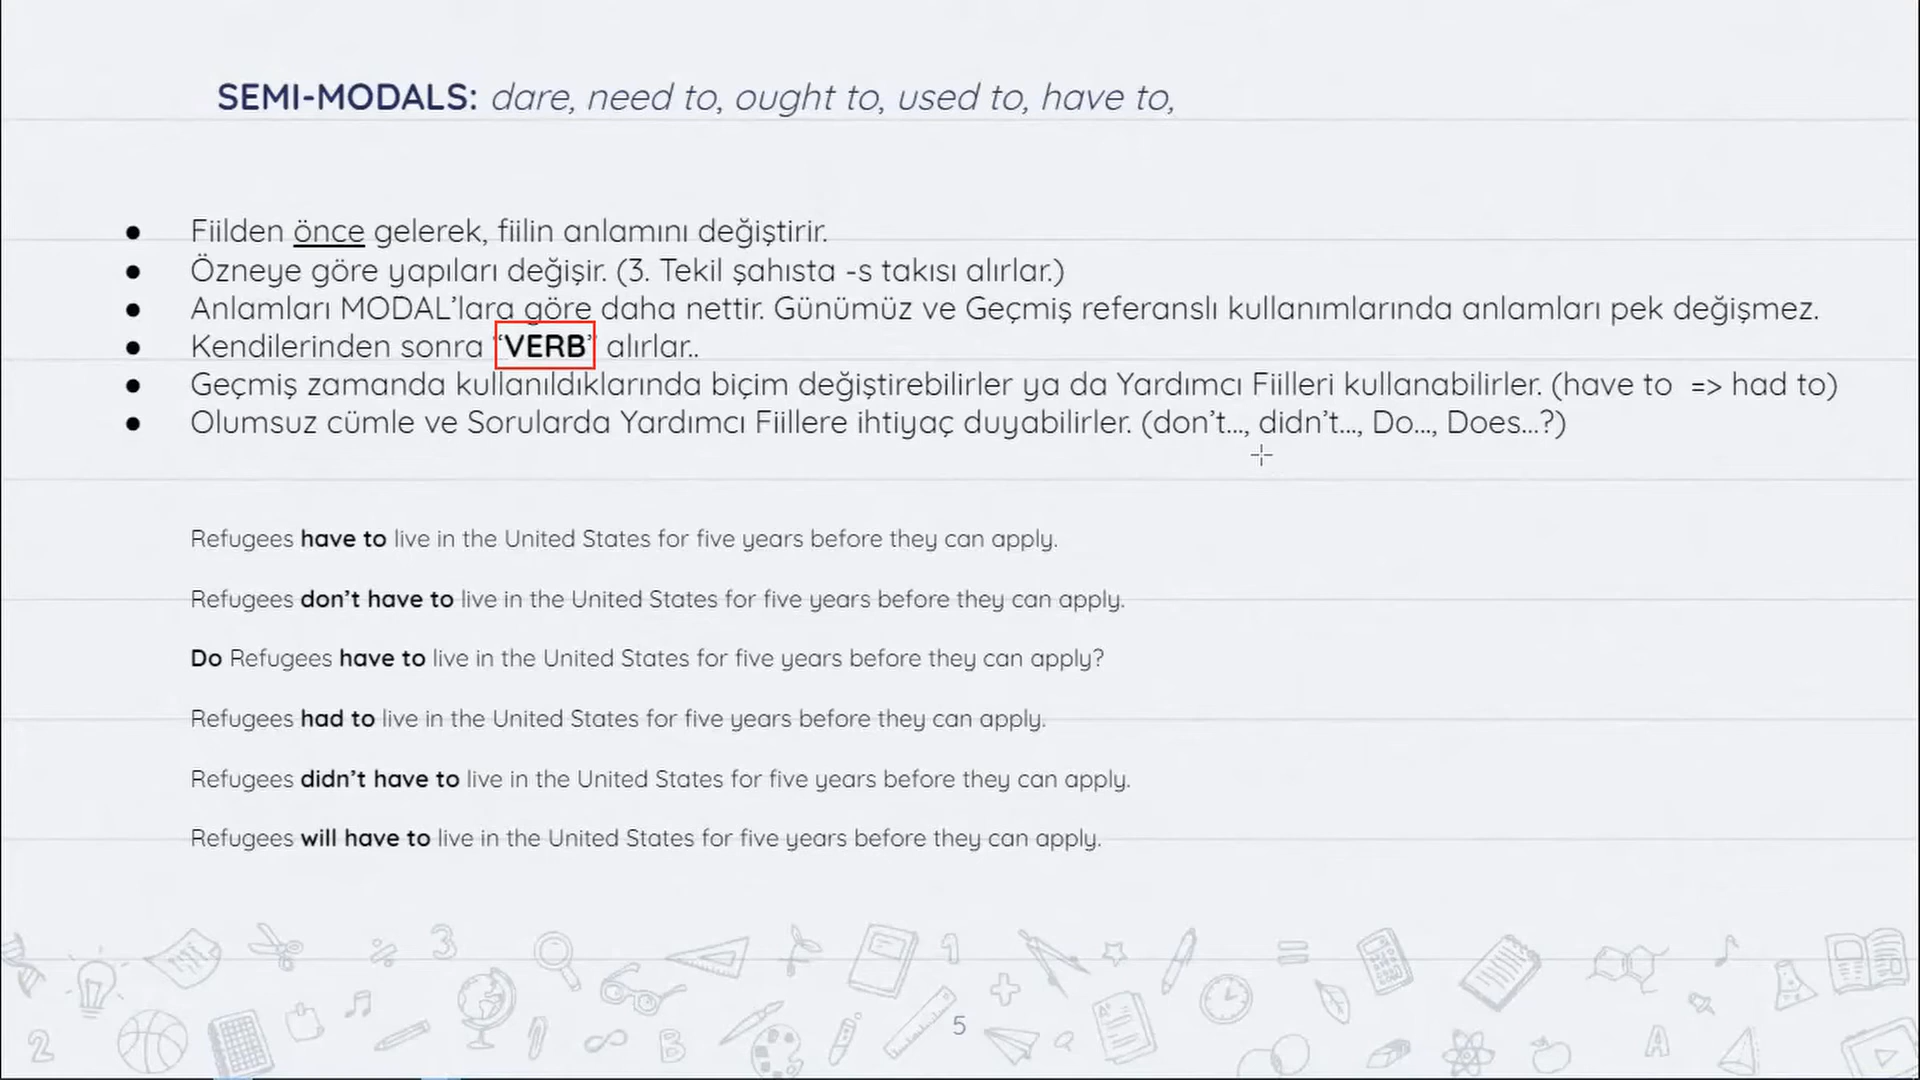 SEMI-MODALS: dare, need to, ought to, used to, have to,
● Fiilden önce gelerek, fiilin anlamını değiştirir.
● Özneye göre yapıları değişir. (3. Tekil şahısta -s takısı alırlar.)
● Anlamları MODAL’lara göre daha nettir. Günümüz ve Geçmiş referanslı kullanımlarında anlamları pek değişmez.
● Kendilerinden sonra ‘VERB’ alırlar..
● Geçmiş zamanda kullanıldıklarında biçim değiştirebilirler ya da Yardımcı Fiilleri kullanabilirler. (have to => had to)
● Olumsuz cümle ve Sorularda Yardımcı Fiillere ihtiyaç duyabilirler. (don’t…, didn’t…, Do…, Does…?)
Refugees have to live in the United States for five years before they can apply.
Refugees don’t have to live in the United States for five years before they can apply.
Do Refugees have to live in the United States for five years before they can apply?
Refugees had to live in the United States for five years before they can apply.
Refugees didn’t have to live in the United States for five years before they can apply.
Refugees will have to live in the United States for five years before they can apply.
5